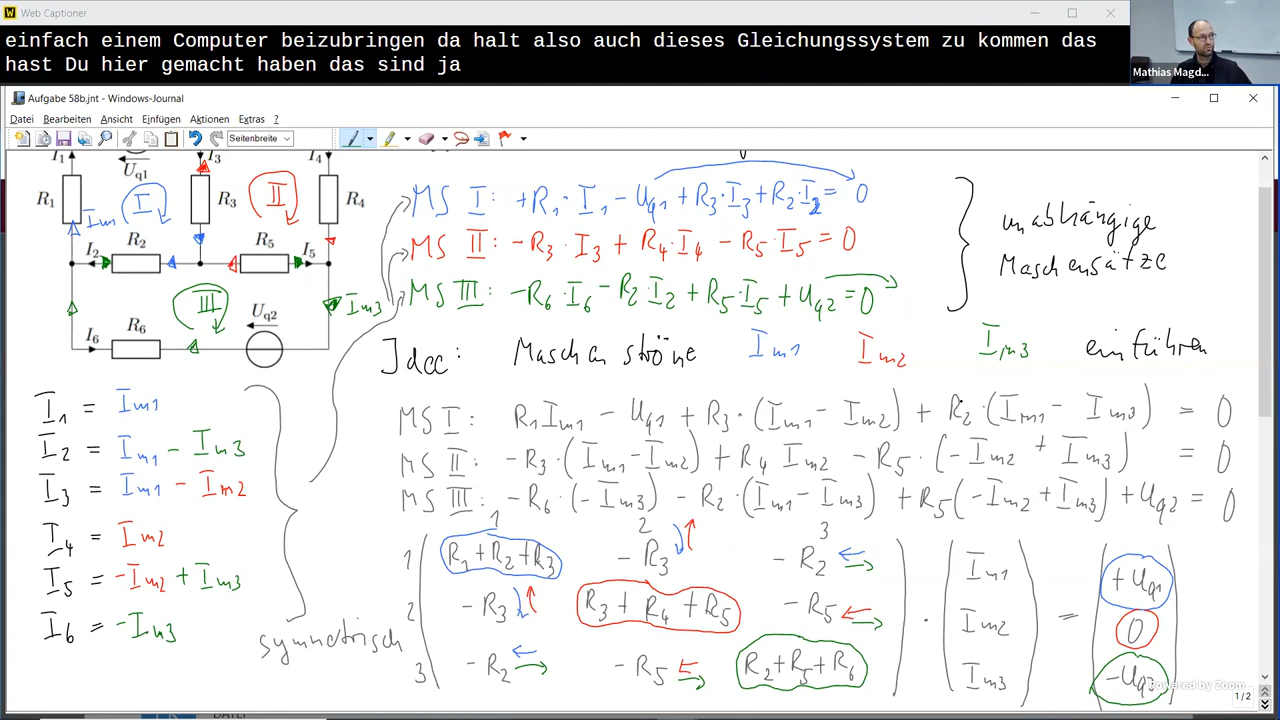 Web Captioner
einfach einem Computer beizubringen da halt also auch dieses Gleichungssystem zu kommen das
hast Du hier gemacht haben das sind ja
Mathias Magd...
Aufgabe 58b.jnt - Windows-Journal
Datei Bearbeiten Ansicht Einfügen Aktionen Extras ?
Seitenbreite
I1 Uq1 I3 I4
R1 Im1 I R3 II R4
I2 R2 R5 I5
III Im3
R6 Uq2
I6
MS I: +R1·I1 - Uq1 + R3·I3 + R2·I2 = 0
MS II: -R3·I3 + R4·I4 - R5·I5 = 0
MS III: -R6·I6 - R2·I2 + R5·I5 + Uq2 = 0
unabhängige
Maschensätze
Idee: Maschenströme Im1 Im2 Im3 einführen
I1 = Im1
I2 = Im1 - Im3
I3 = Im1 - Im2
I4 = Im2
I5 = -Im2 + Im3
I6 = -Im3
MS I: R1 Im1 - Uq1 + R3·(Im1 - Im2) + R2·(Im1 - Im3) = 0
MS II: -R3·(Im1 - Im2) + R4 Im2 - R5·(-Im2 + Im3) = 0
MS III: -R6·(-Im3) - R2·(Im1 - Im3) + R5(-Im2 + Im3) + Uq2 = 0
1 2 3
1 R1+R2+R3 -R3 -R2 Im1 +Uq1
2 -R3 R3+R4+R5 -R5 · Im2 = 0
3 -R2 -R5 R2+R5+R6 Im3 -Uq2
symmetrisch
Powered by Zoom
1/2